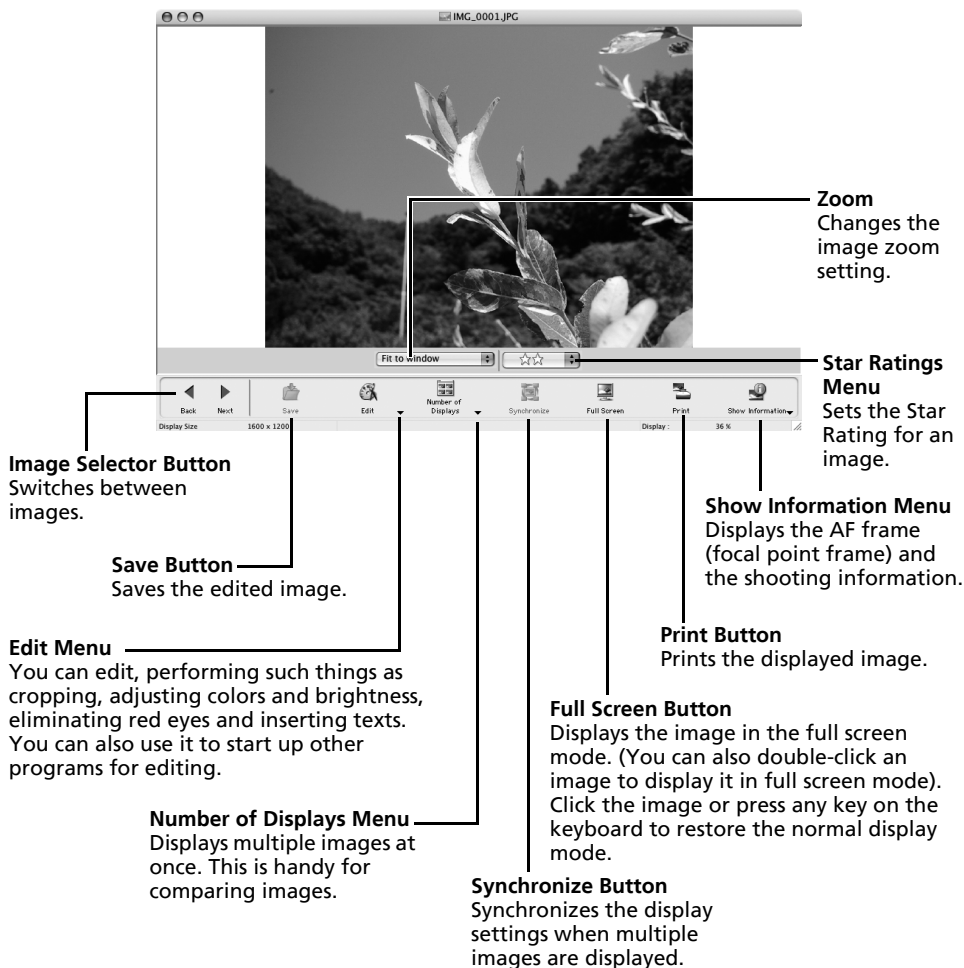 IMG_0001.JPG
Zoom
Changes the
image zoom
setting.
Fit to window
Star Ratings
Menu
Sets the Star
Rating for an
image.
Back
Next
Save
Edit
Number of
Displays
Synchronize
Full Screen
Print
Show Information
Display Size
1600 x 1200
Display :
36 %
Image Selector Button
Switches between
images.
Show Information Menu
Displays the AF frame
(focal point frame) and
the shooting information.
Save Button
Saves the edited image.
Print Button
Prints the displayed image.
Edit Menu
You can edit, performing such things as
cropping, adjusting colors and brightness,
eliminating red eyes and inserting texts.
You can also use it to start up other
programs for editing.
Full Screen Button
Displays the image in the full screen
mode. (You can also double-click an
image to display it in full screen mode).
Click the image or press any key on the
keyboard to restore the normal display
mode.
Number of Displays Menu
Displays multiple images at
once. This is handy for
comparing images.
Synchronize Button
Synchronizes the display
settings when multiple
images are displayed.